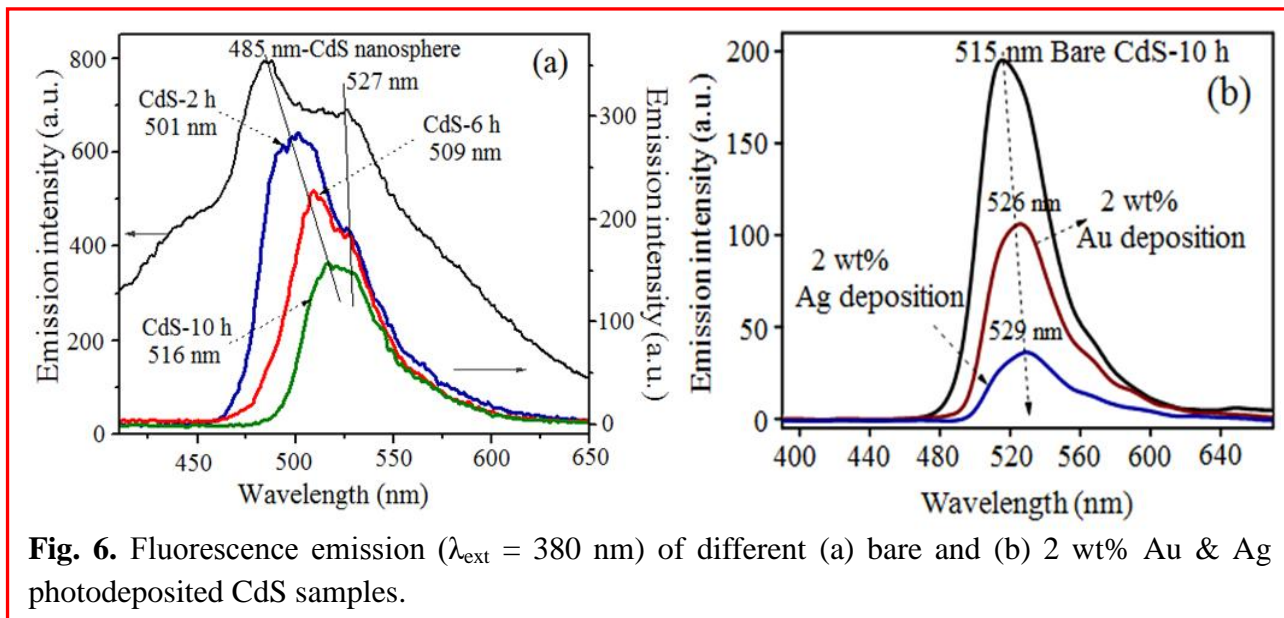 485 nm-CdS nanosphere
(a)
527 nm
CdS-2 h
501 nm
CdS-6 h
509 nm
CdS-10 h
516 nm
Emission intensity (a.u.)
800
600
400
200
0
Emission intensity (a.u.)
300
200
100
0
450 500 550 600 650
Wavelength (nm)
515 nm Bare CdS-10 h
(b)
526 nm
2 wt%
Au deposition
2 wt%
Ag deposition
529 nm
Emission intensity (a.u.)
200
150
100
50
0
400 440 480 520 560 600 640
Wavelength (nm)
Fig. 6. Fluorescence emission (λext = 380 nm) of different (a) bare and (b) 2 wt% Au & Ag
photodeposited CdS samples.